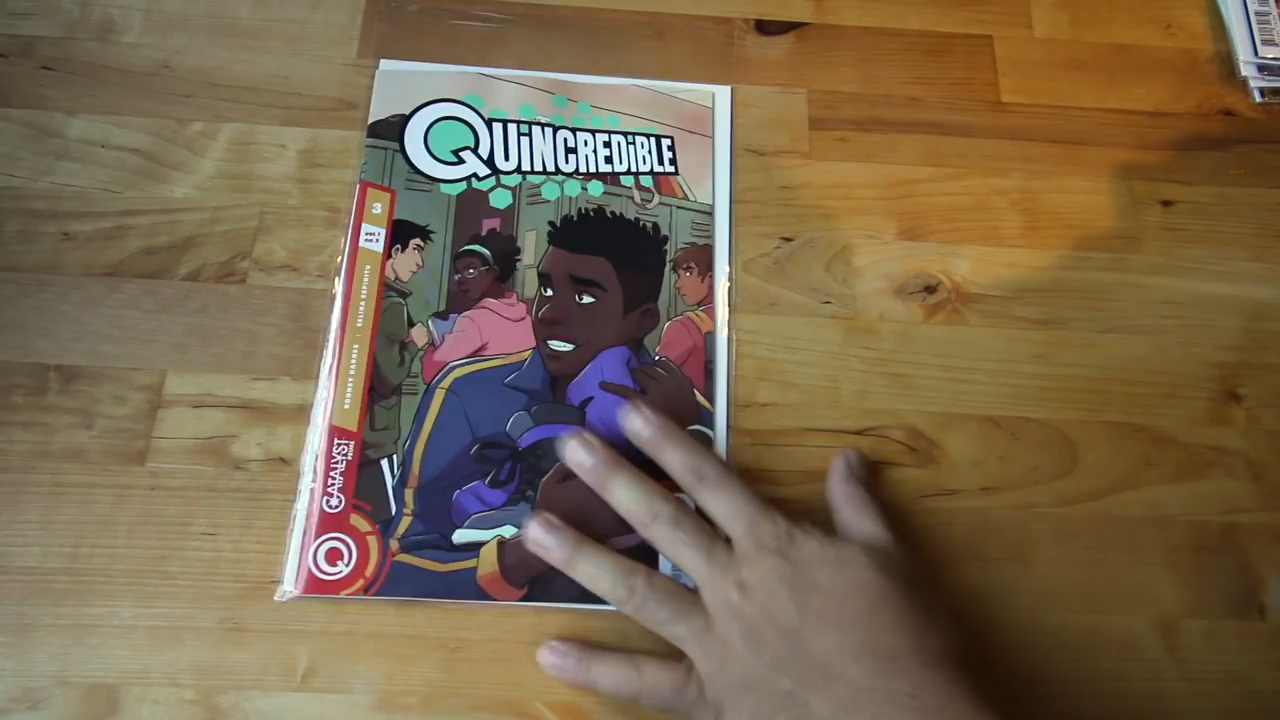 QUiNCREDiBLE
3
vol.1
no.3
RODNEY BARNES | SELINA ESPIRITU
CATALYST
PRIME
Q